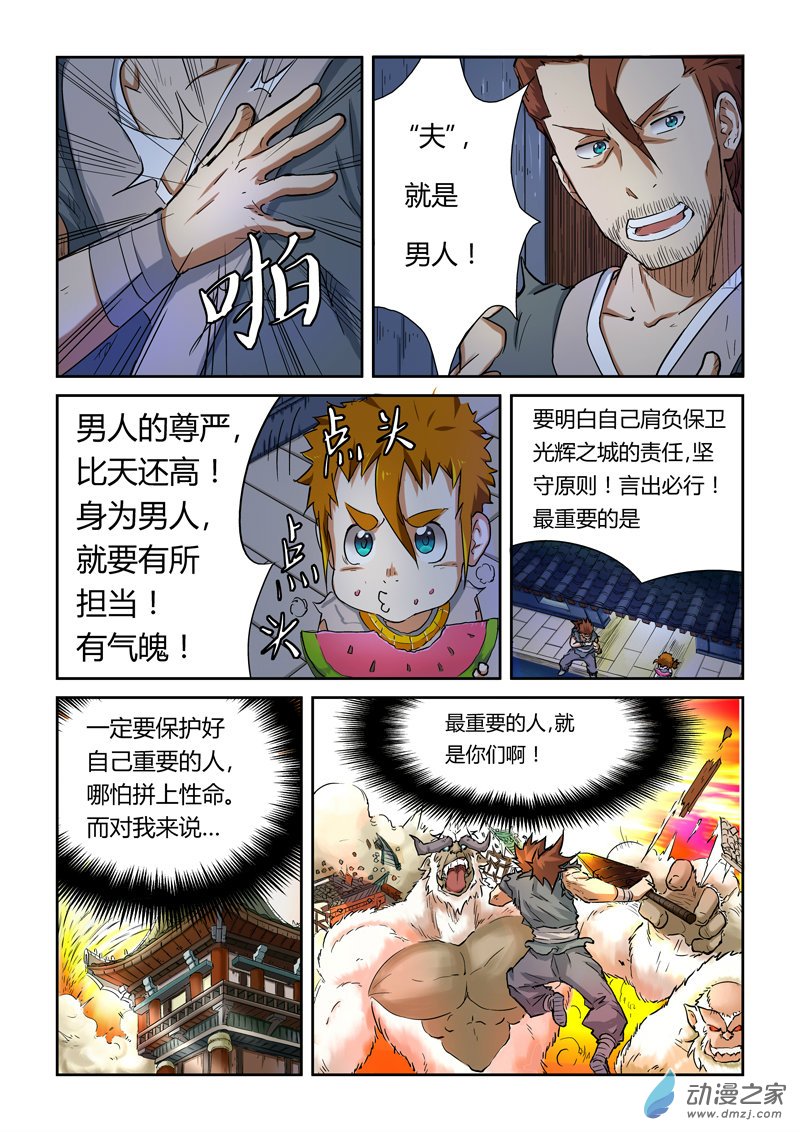 啪
“夫”，
就是
男人！
男人的尊严，
比天还高！
身为男人，
就要有所
担当！
有气魄！
点头
点头
要明白自己肩负保卫
光辉之城的责任，坚
守原则！言出必行！
最重要的是
一定要保护好
自己重要的人，
哪怕拼上性命。
而对我来说…
最重要的人，就
是你们啊！
动漫之家
www.dmzj.com